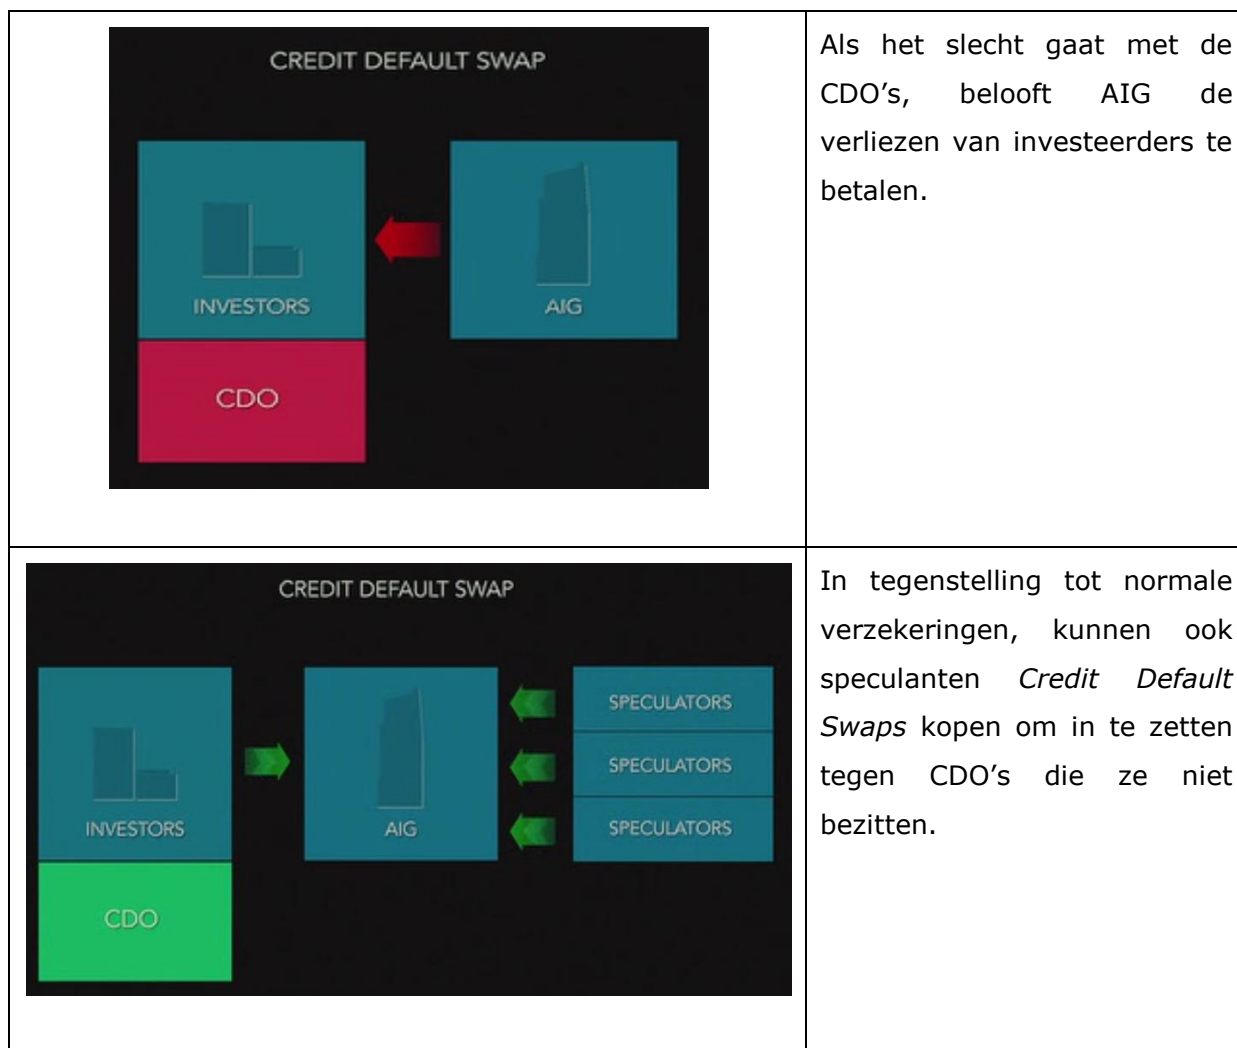 CREDIT DEFAULT SWAP
INVESTORS
AIG
CDO
Als het slecht gaat met de
CDO’s, belooft AIG de
verliezen van investeerders te
betalen.
CREDIT DEFAULT SWAP
INVESTORS
AIG
SPECULATORS
SPECULATORS
SPECULATORS
CDO
In tegenstelling tot normale
verzekeringen, kunnen ook
speculanten Credit Default
Swaps kopen om in te zetten
tegen CDO’s die ze niet
bezitten.